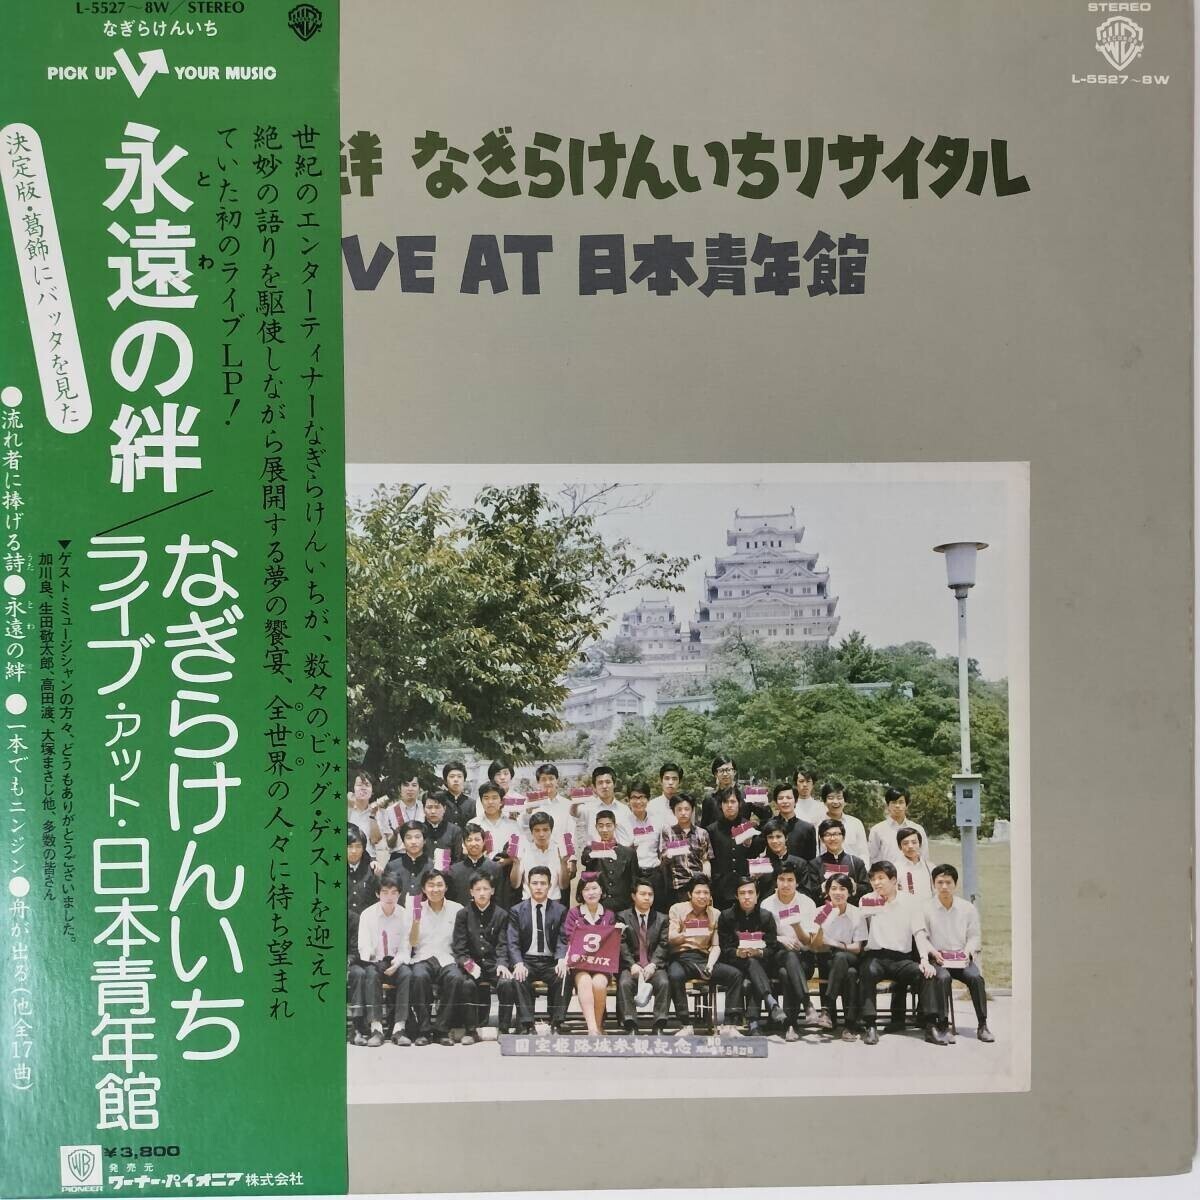 L-5527～8W／STEREO
なぎらけんいち
PICK UP YOUR MUSIC
世紀のエンターティナーなぎらけんいちが、数々のビッグ・ゲストを迎えて
絶妙の語りを駆使しながら展開する夢の饗宴、全世界の人々に待ち望まれ
ていた初のライブLP！
永遠の絆／なぎらけんいち
とわ
ライブ・アット・日本青年館
決定版・葛飾にバッタを見た
▼ゲスト・ミュージシャンの方々、どうもありがとうございました。
加川良、生田敬太郎、高田渡、大塚まさじ他、多数の皆さん
●流れ者に捧げる詩●永遠の絆 ●一本でもニンジン●舟が出る（他全17曲）
うた とわ
WB
PIONEER
¥3,800
発売元
ワーナー・パイオニア株式会社
STEREO
L-5527～8W
絆 なぎらけんいちリサイタル
VE AT 日本青年館
3
国宝姫路城参観記念
NO